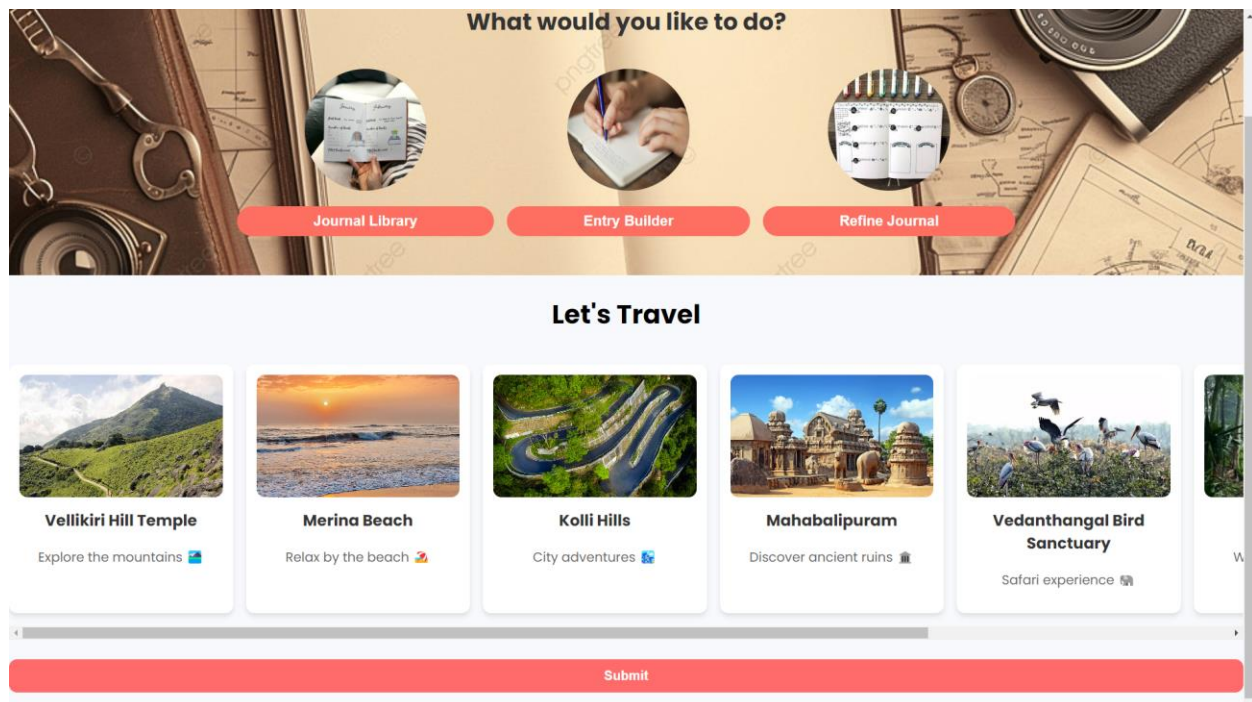 What would you like to do?
pngtree
Journal Library
Entry Builder
Refine Journal
Let's Travel
Vellikiri Hill Temple
Merina Beach
Kolli Hills
Mahabalipuram
Vedanthangal Bird
Sanctuary
Explore the mountains 🏞️
Relax by the beach 🏖️
City adventures 🏙️
Discover ancient ruins 🏛️
Safari experience 🐘
Submit